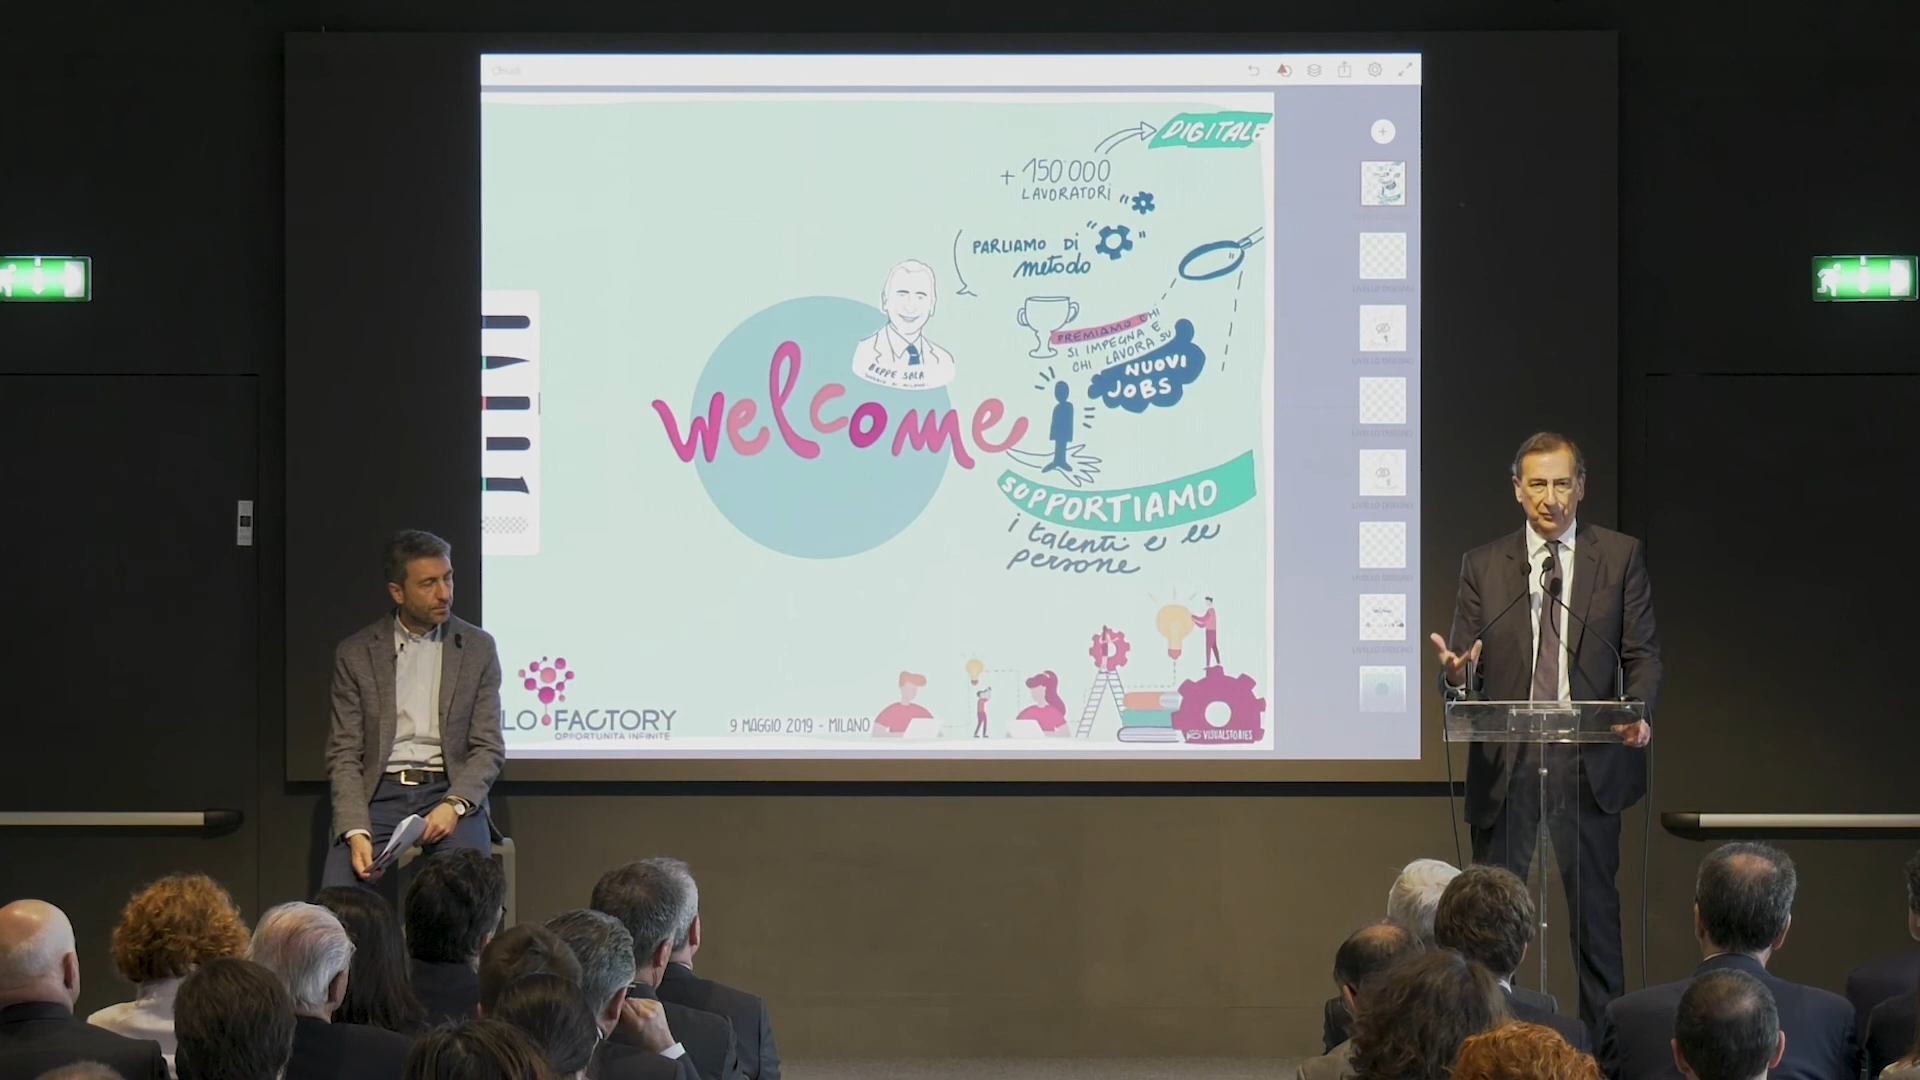 Chiudi
DIGITALE
+ 150'000
LAVORATORI
PARLIAMO DI
metodo
BEPPE SALA
PREMIAMO CHI
SI IMPEGNA E
CHI LAVORA SU
NUOVI
JOBS
welcome
SUPPORTIAMO
i talenti e le
persone
LO FACTORY
OPPORTUNITÀ INFINITE
9 MAGGIO 2019 - MILANO
VISUALSTORIES